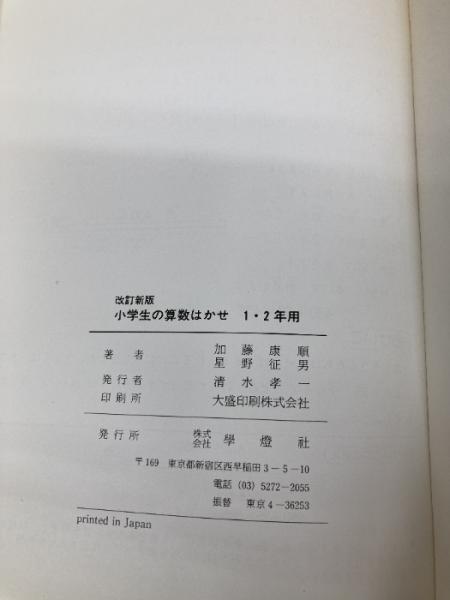 改訂新版
小学生の算数はかせ 1・2年用
著者 加藤康順
星野征男
発行者 清水孝一
印刷所 大盛印刷株式会社
発行所 株式会社 學燈社
〒169 東京都新宿区西早稲田3-5-10
電話 (03) 5272-2055
振替 東京4-36253
printed in Japan